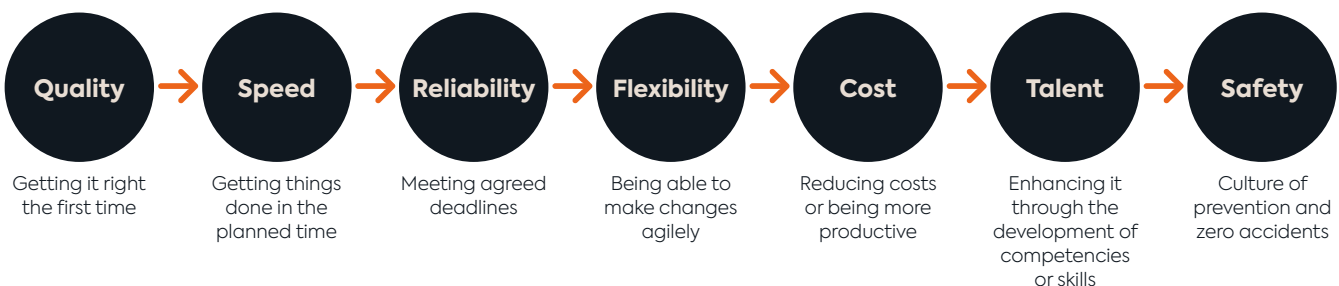 Quality
Speed
Reliability
Flexibility
Cost
Talent
Safety
Getting it right
the first time
Getting things
done in the
planned time
Meeting agreed
deadlines
Being able to
make changes
agilely
Reducing costs
or being more
productive
Enhancing it
through the
development of
competencies
or skills
Culture of
prevention and
zero accidents